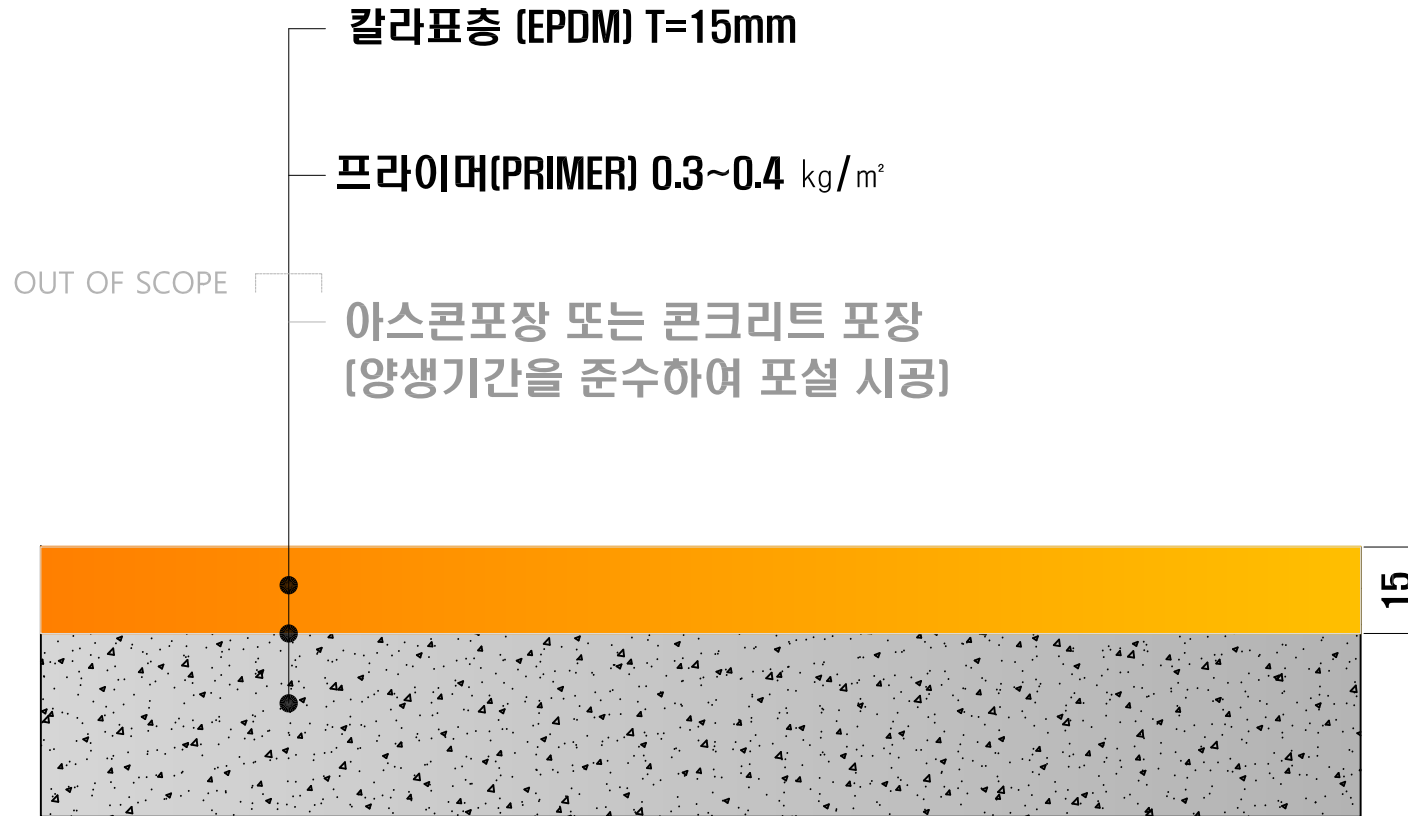 칼라표층 (EPDM) T=15mm
프라이머(PRIMER) 0.3~0.4 kg/㎡
OUT OF SCOPE
아스콘포장 또는 콘크리트 포장
(양생기간을 준수하여 포설 시공)
15